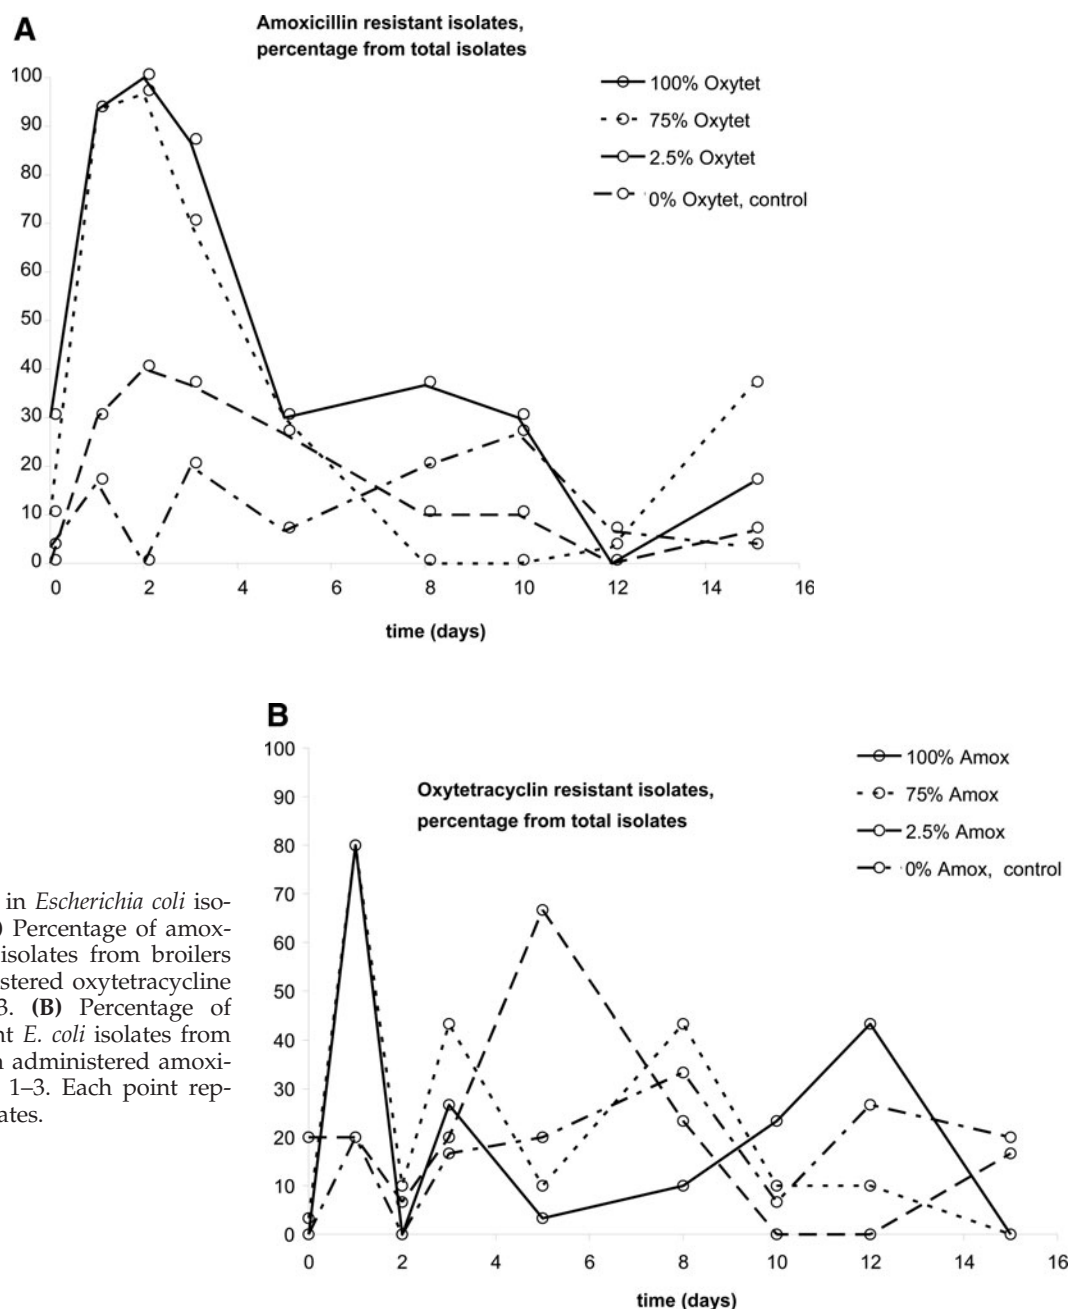 A
Amoxicillin resistant isolates,
percentage from total isolates
100
90
80
70
60
50
40
30
20
10
0
0 2 4 6 8 10 12 14 16
time (days)
100% Oxytet
75% Oxytet
2.5% Oxytet
0% Oxytet, control
B
Oxytetracyclin resistant isolates,
percentage from total isolates
100
90
80
70
60
50
40
30
20
10
0
0 2 4 6 8 10 12 14 16
time (days)
100% Amox
75% Amox
2.5% Amox
0% Amox, control
in Escherichia coli iso-
) Percentage of amox-
isolates from broilers
stered oxytetracycline
3. (B) Percentage of
nt E. coli isolates from
n administered amoxi-
1–3. Each point rep-
ates.